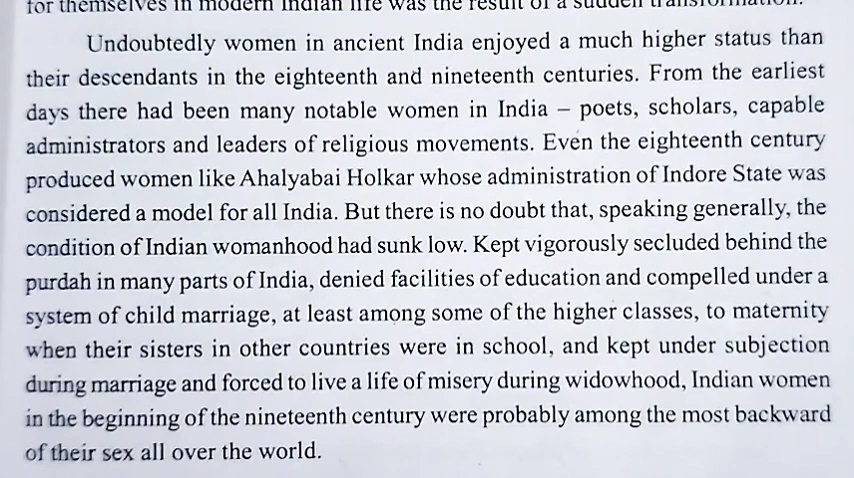 for themselves in modern Indian life was the result of a sudden transformation.
Undoubtedly women in ancient India enjoyed a much higher status than
their descendants in the eighteenth and nineteenth centuries. From the earliest
days there had been many notable women in India – poets, scholars, capable
administrators and leaders of religious movements. Even the eighteenth century
produced women like Ahalyabai Holkar whose administration of Indore State was
considered a model for all India. But there is no doubt that, speaking generally, the
condition of Indian womanhood had sunk low. Kept vigorously secluded behind the
purdah in many parts of India, denied facilities of education and compelled under a
system of child marriage, at least among some of the higher classes, to maternity
when their sisters in other countries were in school, and kept under subjection
during marriage and forced to live a life of misery during widowhood, Indian women
in the beginning of the nineteenth century were probably among the most backward
of their sex all over the world.